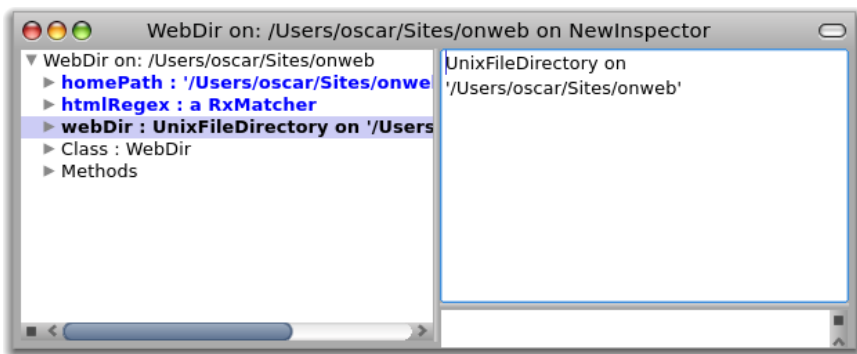 WebDir on: /Users/oscar/Sites/onweb on NewInspector
WebDir on: /Users/oscar/Sites/onweb
homePath : '/Users/oscar/Sites/onwe
htmlRegex : a RxMatcher
webDir : UnixFileDirectory on '/Users
Class : WebDir
Methods
UnixFileDirectory on
'/Users/oscar/Sites/onweb'